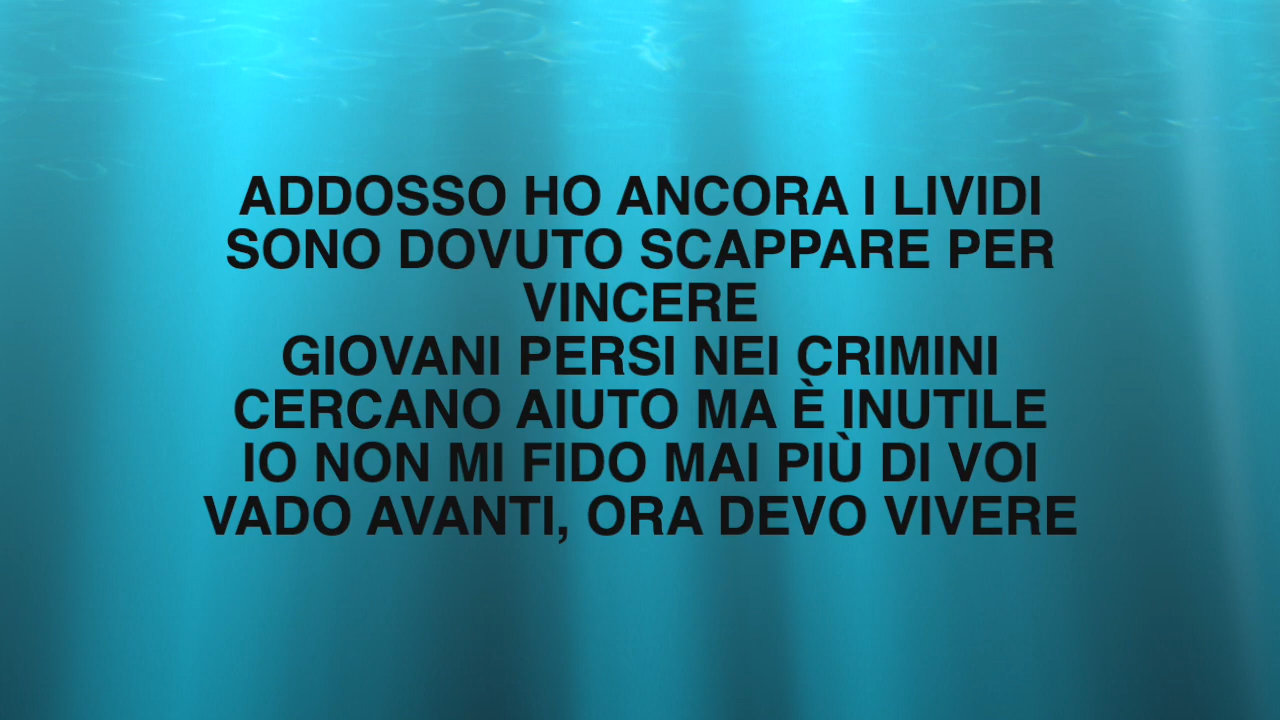 ADDOSSO HO ANCORA I LIVIDI
SONO DOVUTO SCAPPARE PER
VINCERE
GIOVANI PERSI NEI CRIMINI
CERCANO AIUTO MA È INUTILE
IO NON MI FIDO MAI PIÙ DI VOI
VADO AVANTI, ORA DEVO VIVERE